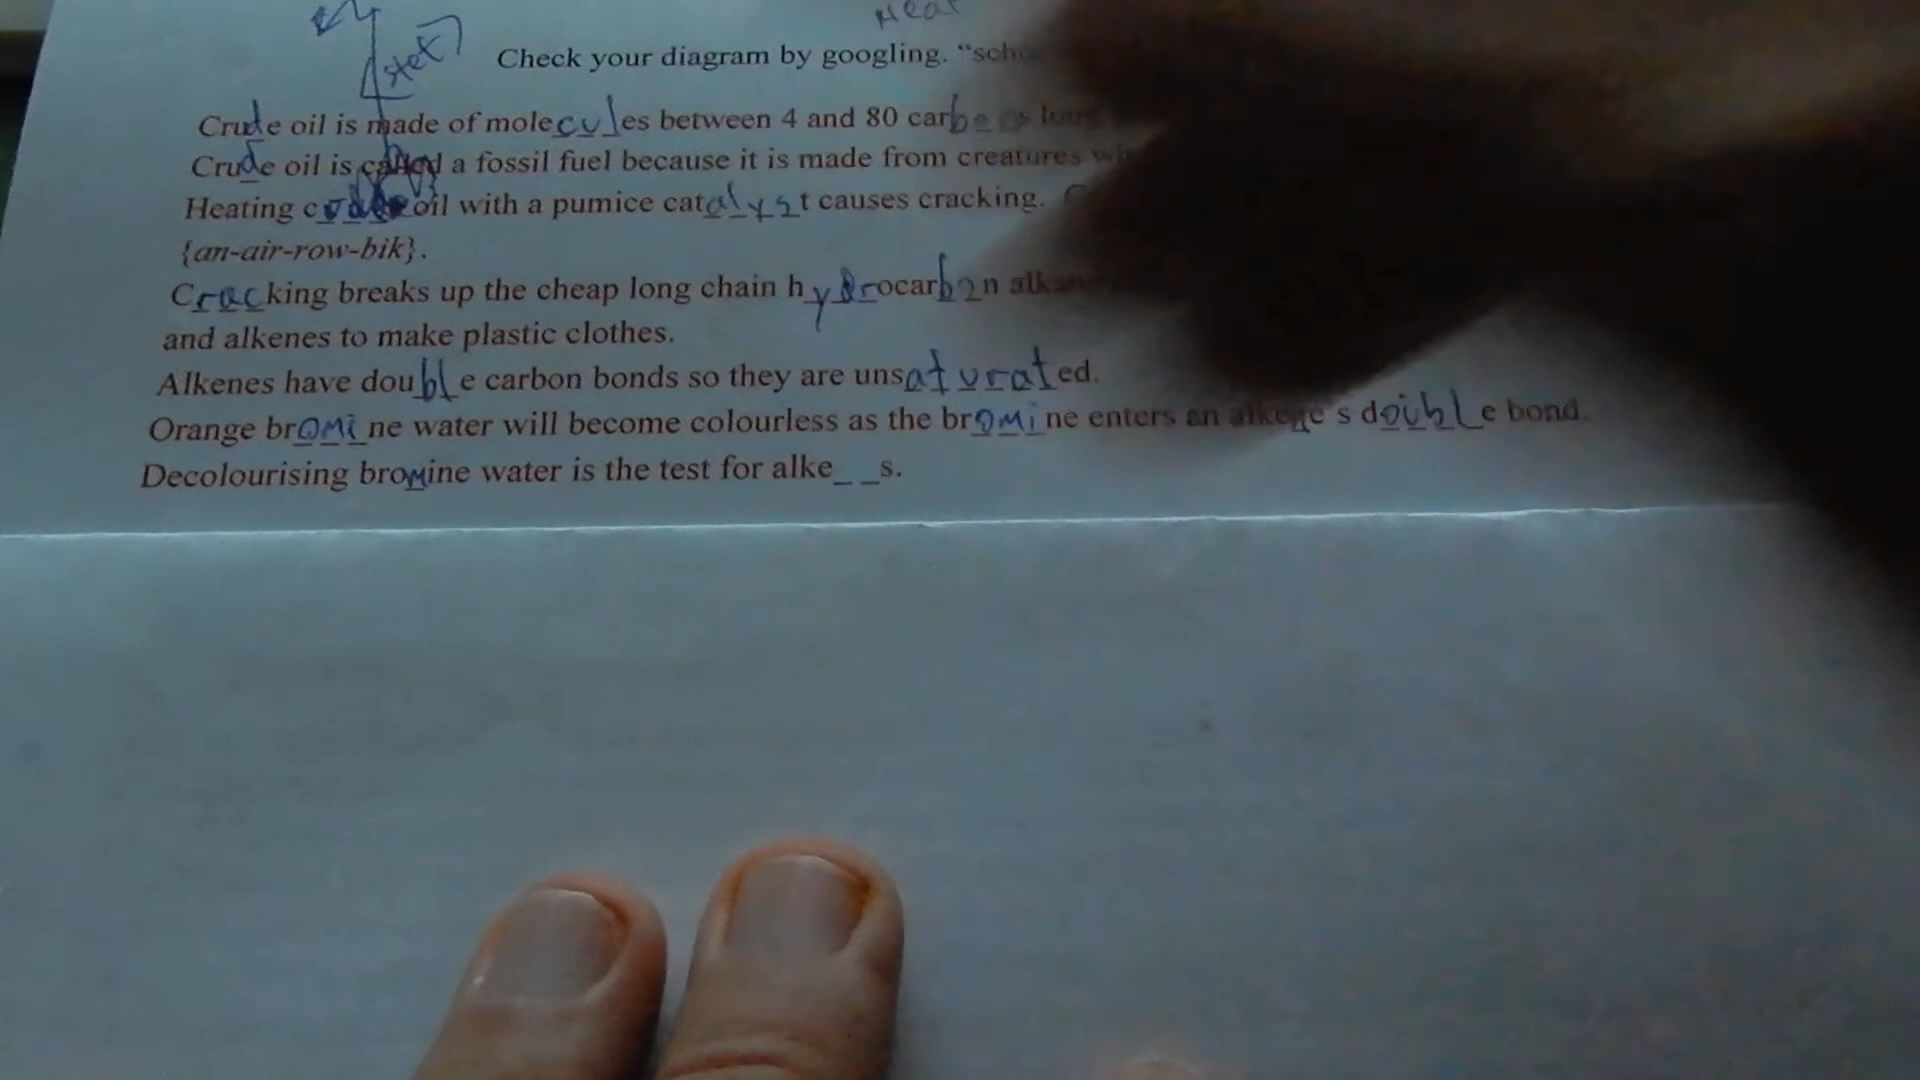 Heat
steel
Check your diagram by googling. "scho
Crude oil is made of molecules between 4 and 80 carbons long
Crude oil is called a fossil fuel because it is made from creatures
Heating crude oil with a pumice catalyst causes cracking.
{an-air-row-bik}.
Cracking breaks up the cheap long chain hydrocarbon
and alkenes to make plastic clothes.
Alkenes have double carbon bonds so they are unsaturated.
Orange bromine water will become colourless as the bromine enters an alkene's double bond.
Decolourising bromine water is the test for alke_ _s.